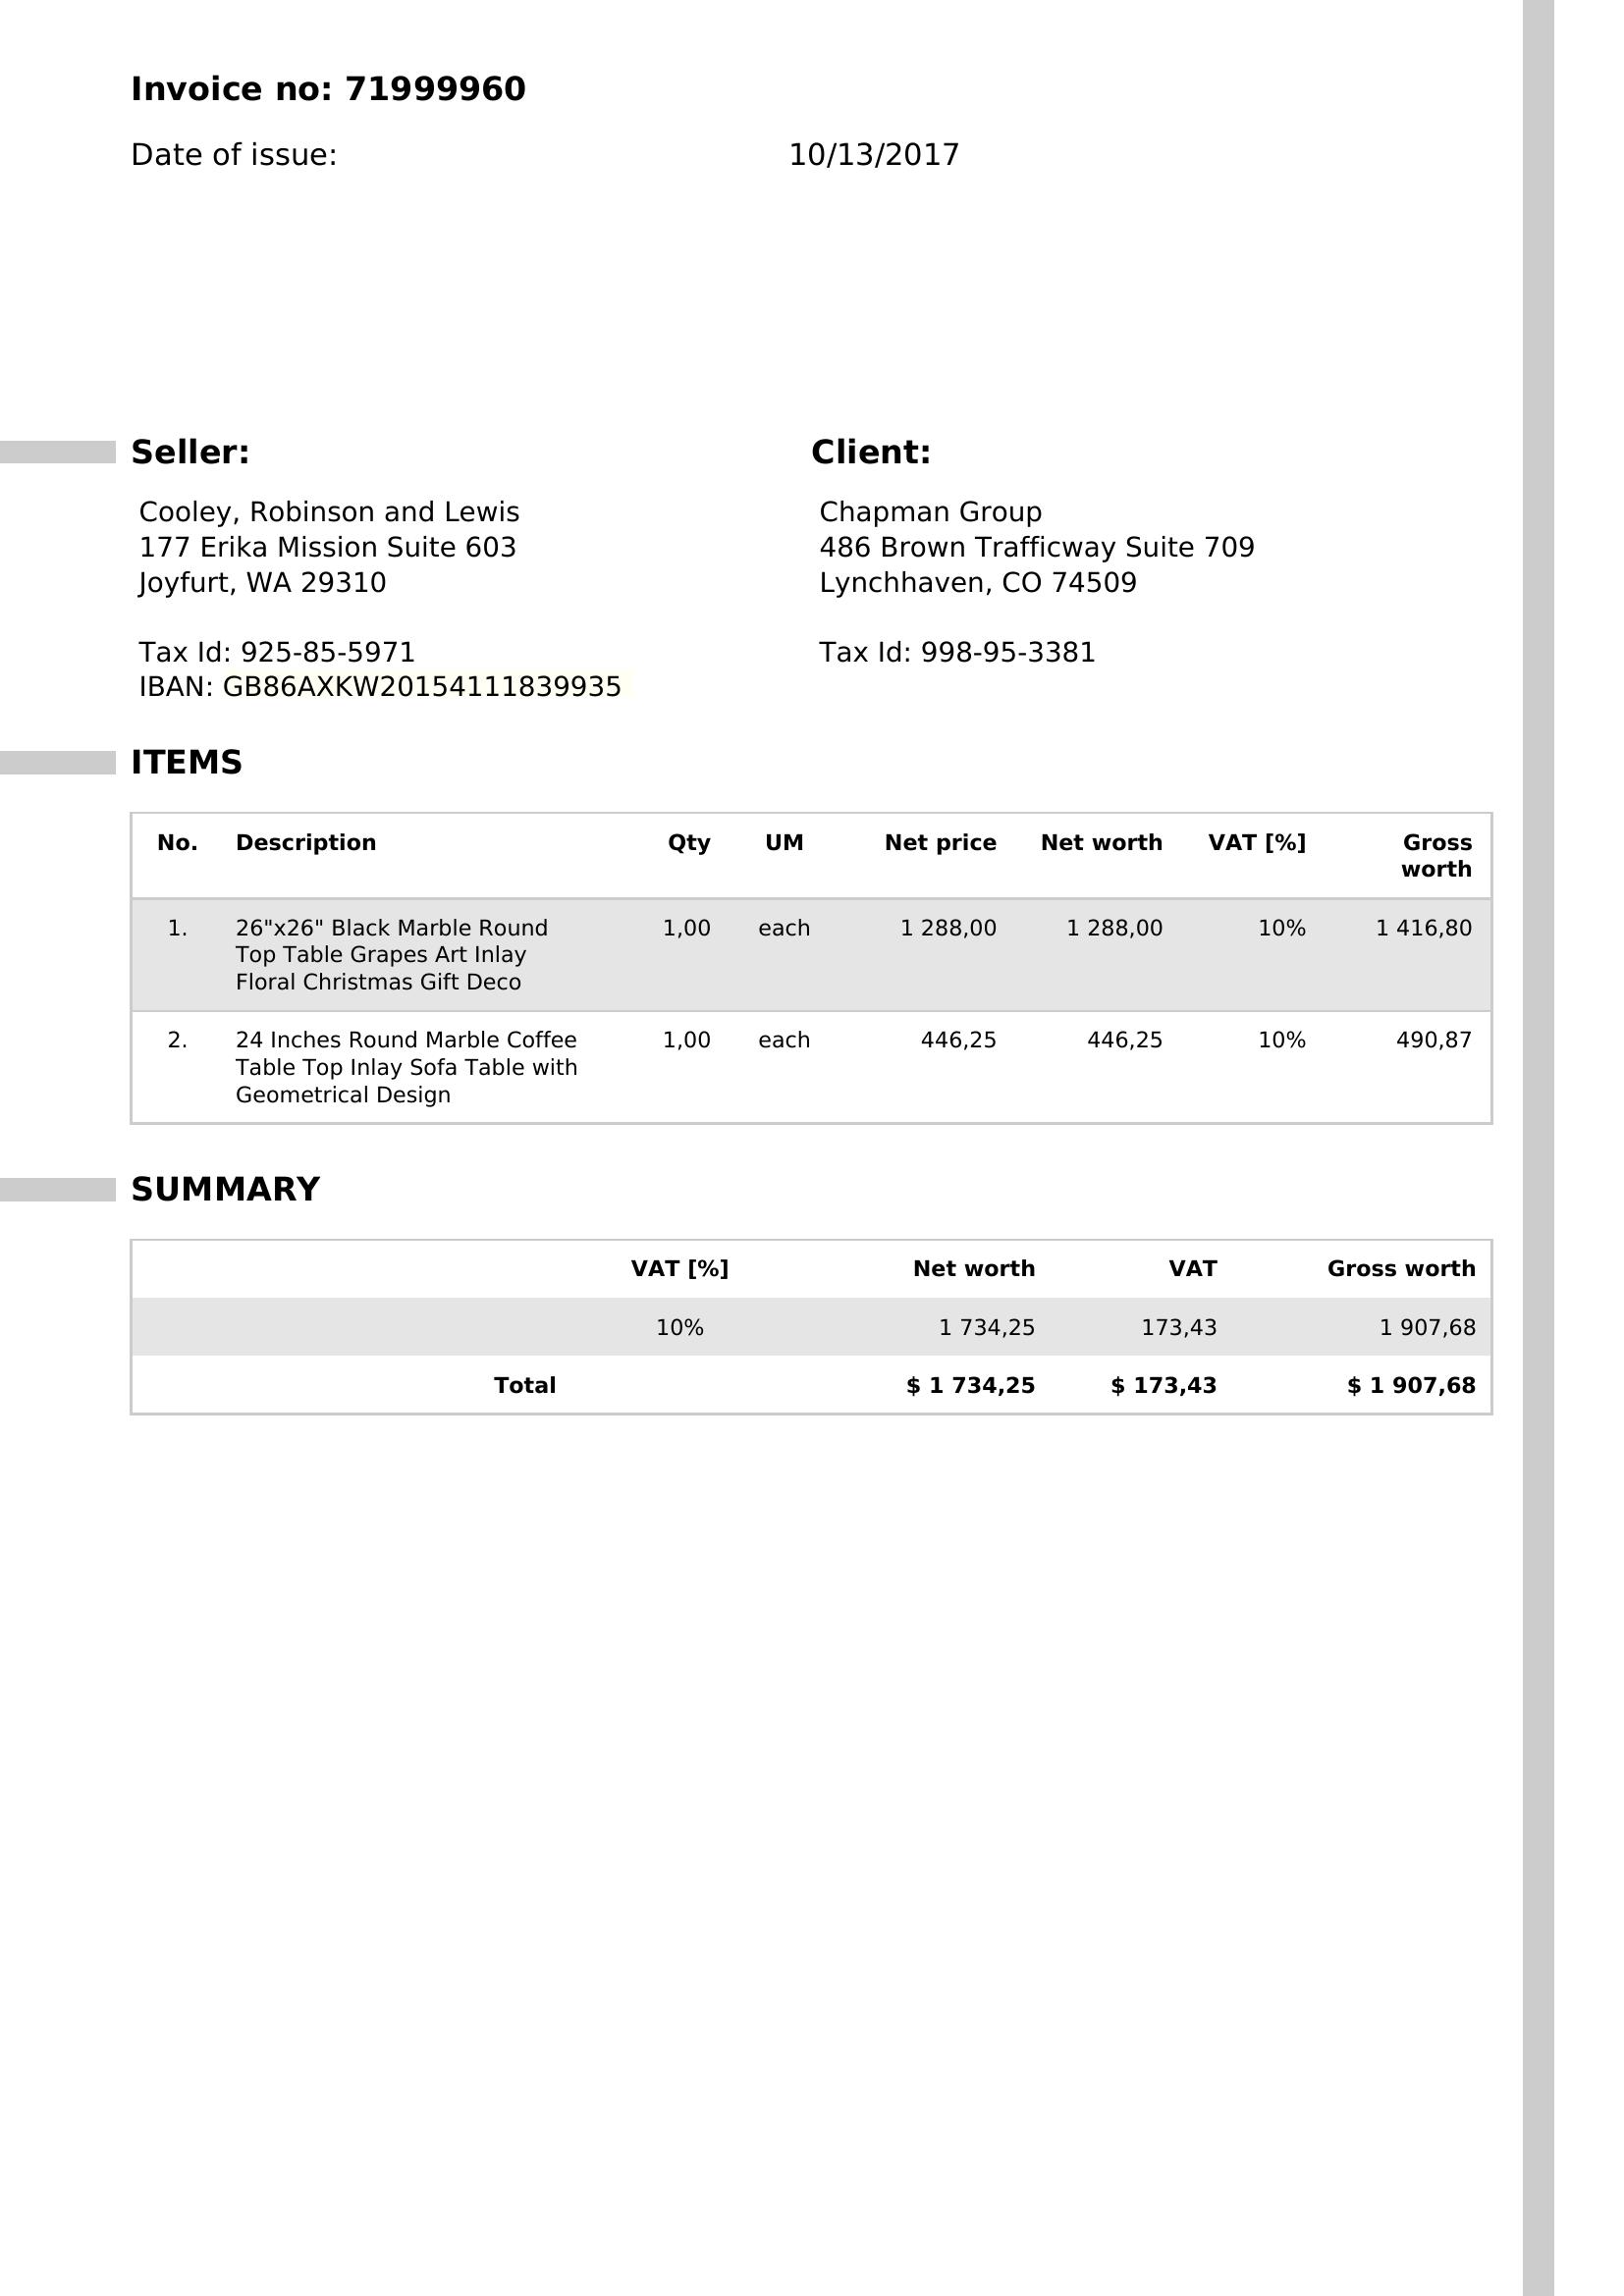 Invoice no: 71999960
Date of issue: 10/13/2017
Seller:
Cooley, Robinson and Lewis
177 Erika Mission Suite 603
Joyfurt, WA 29310
Tax Id: 925-85-5971
IBAN: GB86AXKW20154111839935
Client:
Chapman Group
486 Brown Trafficway Suite 709
Lynchhaven, CO 74509
Tax Id: 998-95-3381
ITEMS
No. Description Qty UM Net price Net worth VAT [%] Gross
worth
1. 26"x26" Black Marble Round 1,00 each 1 288,00 1 288,00 10% 1 416,80
Top Table Grapes Art Inlay
Floral Christmas Gift Deco
2. 24 Inches Round Marble Coffee 1,00 each 446,25 446,25 10% 490,87
Table Top Inlay Sofa Table with
Geometrical Design
SUMMARY
VAT [%] Net worth VAT Gross worth
10% 1 734,25 173,43 1 907,68
Total $ 1 734,25 $ 173,43 $ 1 907,68